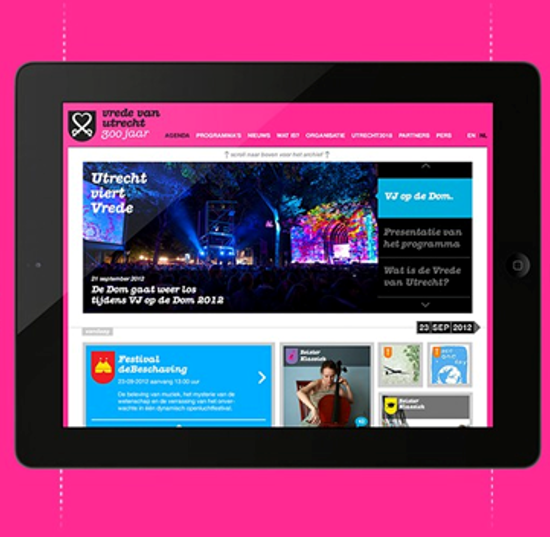 vrede van
utrecht
300 jaar
AGENDA PROGRAMMA'S NIEUWS WAT IS? ORGANISATIE UTRECHT2013 PARTNERS PERS EN NL
scroll naar boven voor het archief
Utrecht
viert
Vrede
21 september 2012
De Dom gaat weer los
tijdens VJ op de Dom 2012
VJ op de Dom.
Presentatie van
het programma
Wat is de Vrede
van Utrecht?
23 SEP 2012
vandaag
Festival
deBeschaving
23-09-2012 aanvang 13.00 uur
De beleving van muziek, het mysterie van de
wetenschap en de verrassing van het onver-
wachte in één dynamisch openluchtfestival.
Zeister
Klassiek
Zeister
Klassiek